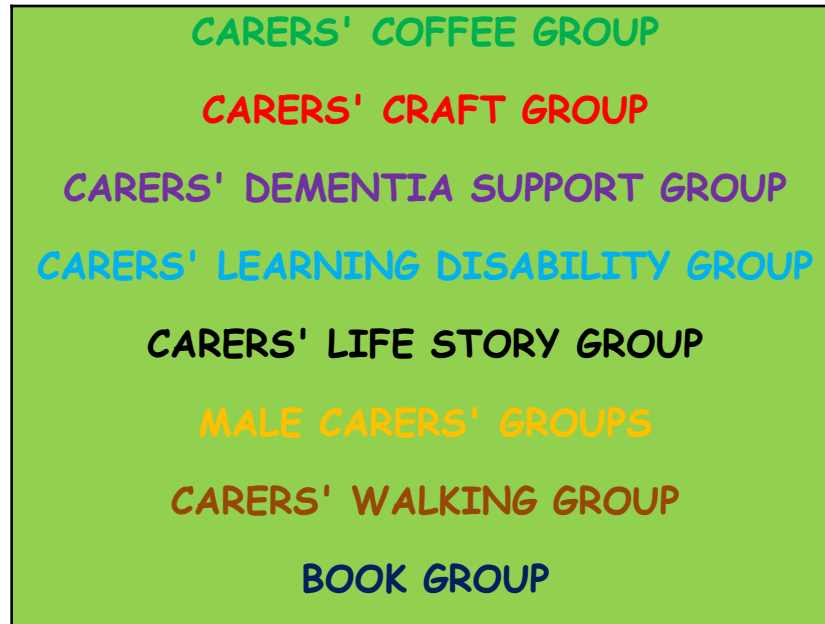 CARERS' COFFEE GROUP
CARERS' CRAFT GROUP
CARERS' DEMENTIA SUPPORT GROUP
CARERS' LEARNING DISABILITY GROUP
CARERS' LIFE STORY GROUP
MALE CARERS' GROUPS
CARERS' WALKING GROUP
BOOK GROUP